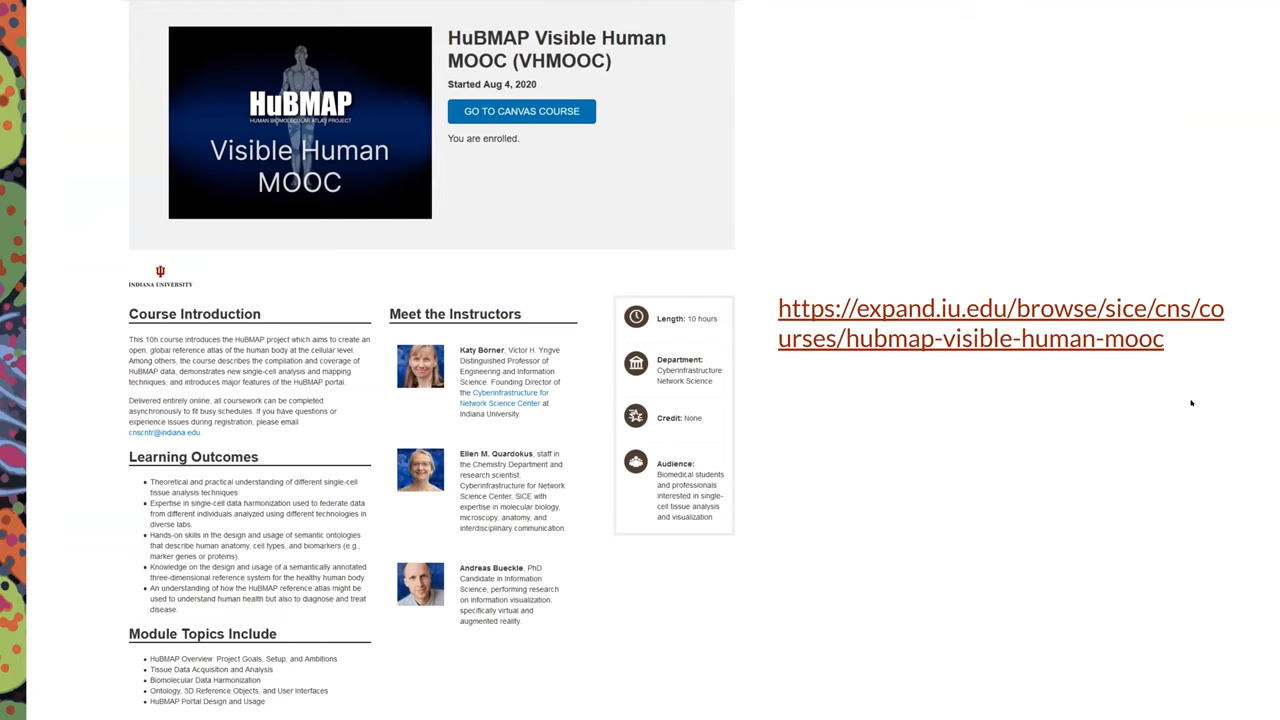 HuBMAP
HUMAN BIOMOLECULAR ATLAS PROJECT
Visible Human
MOOC
HuBMAP Visible Human
MOOC (VHMOOC)
Started Aug 4, 2020
GO TO CANVAS COURSE
You are enrolled.
INDIANA UNIVERSITY
Course Introduction
This 10h course introduces the HuBMAP project which aims to create an
open, global reference atlas of the human body at the cellular level.
Among others, the course describes the compilation and coverage of
HuBMAP data, demonstrates new single-cell analysis and mapping
techniques, and introduces major features of the HuBMAP portal.
Delivered entirely online, all coursework can be completed
asynchronously to fit busy schedules. If you have questions or
experience issues during registration, please email
cnscntr@indiana.edu.
Learning Outcomes
• Theoretical and practical understanding of different single-cell
tissue analysis techniques.
• Expertise in single-cell data harmonization used to federate data
from different individuals analyzed using different technologies in
diverse labs.
• Hands-on skills in the design and usage of semantic ontologies
that describe human anatomy, cell types, and biomarkers (e.g.,
marker genes or proteins).
• Knowledge on the design and usage of a semantically annotated
three-dimensional reference system for the healthy human body.
• An understanding of how the HuBMAP reference atlas might be
used to understand human health but also to diagnose and treat
disease.
Module Topics Include
• HuBMAP Overview: Project Goals, Setup, and Ambitions
• Tissue Data Acquisition and Analysis
• Biomolecular Data Harmonization
• Ontology, 3D Reference Objects, and User Interfaces
• HuBMAP Portal Design and Usage
Meet the Instructors
Katy Börner, Victor H. Yngve
Distinguished Professor of
Engineering and Information
Science. Founding Director of
the Cyberinfrastructure for
Network Science Center at
Indiana University.
Ellen M. Quardokus, staff in
the Chemistry Department and
research scientist,
Cyberinfrastructure for Network
Science Center, SICE with
expertise in molecular biology,
microscopy, anatomy, and
interdisciplinary communication.
Andreas Bueckle, PhD
Candidate in Information
Science, performing research
on information visualization,
specifically virtual and
augmented reality.
Length: 10 hours
Department:
Cyberinfrastructure
Network Science
Credit: None
Audience:
Biomedical students
and professionals
interested in single-
cell tissue analysis
and visualization
https://expand.iu.edu/browse/sice/cns/co
urses/hubmap-visible-human-mooc